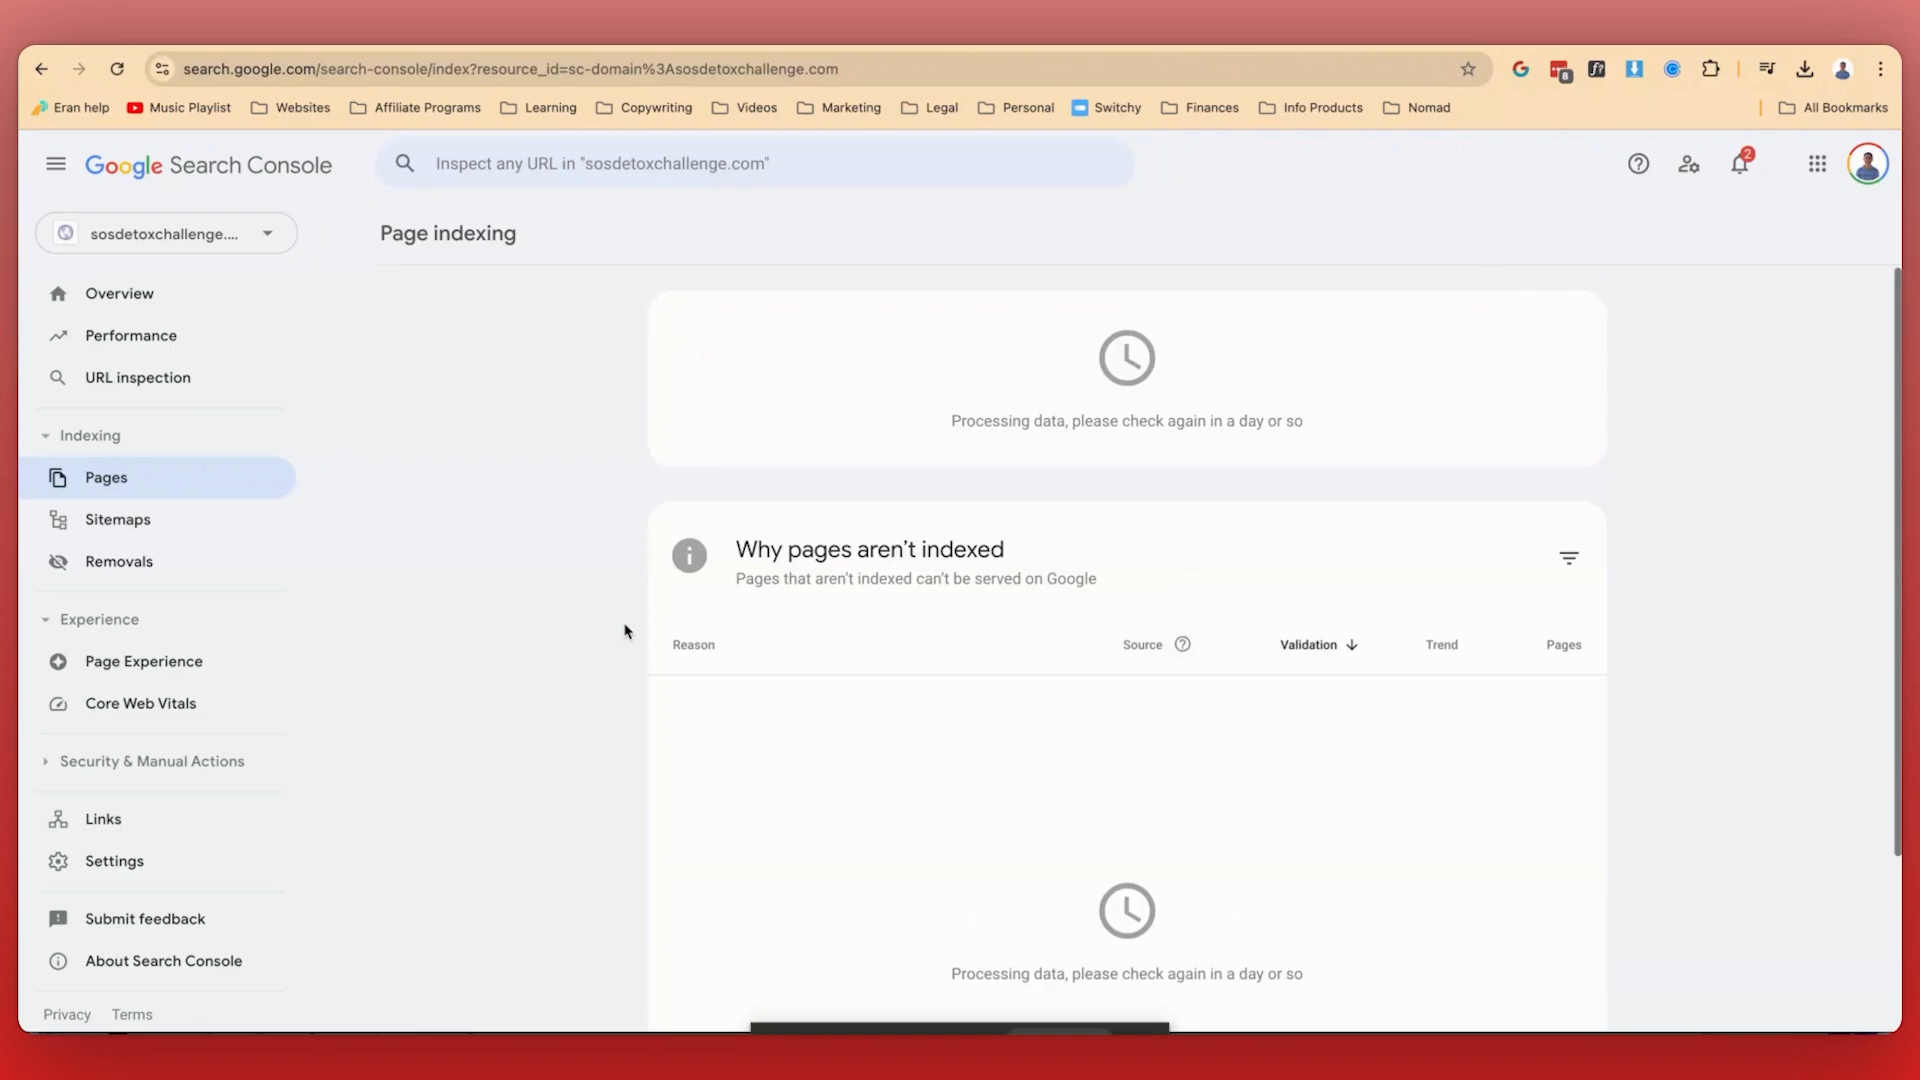 search.google.com/search-console/index?resource_id=sc-domain%3Asosdetoxchallenge.com
8
Eran help
Music Playlist
Websites
Affiliate Programs
Learning
Copywriting
Videos
Marketing
Legal
Personal
Switchy
Finances
Info Products
Nomad
All Bookmarks
Google Search Console
Inspect any URL in "sosdetoxchallenge.com"
2
sosdetoxchallenge....
Page indexing
Overview
Performance
URL inspection
Indexing
Pages
Sitemaps
Removals
Experience
Page Experience
Core Web Vitals
Security & Manual Actions
Links
Settings
Submit feedback
About Search Console
Privacy
Terms
Processing data, please check again in a day or so
Why pages aren't indexed
Pages that aren't indexed can't be served on Google
Reason
Source
Validation
Trend
Pages
Processing data, please check again in a day or so